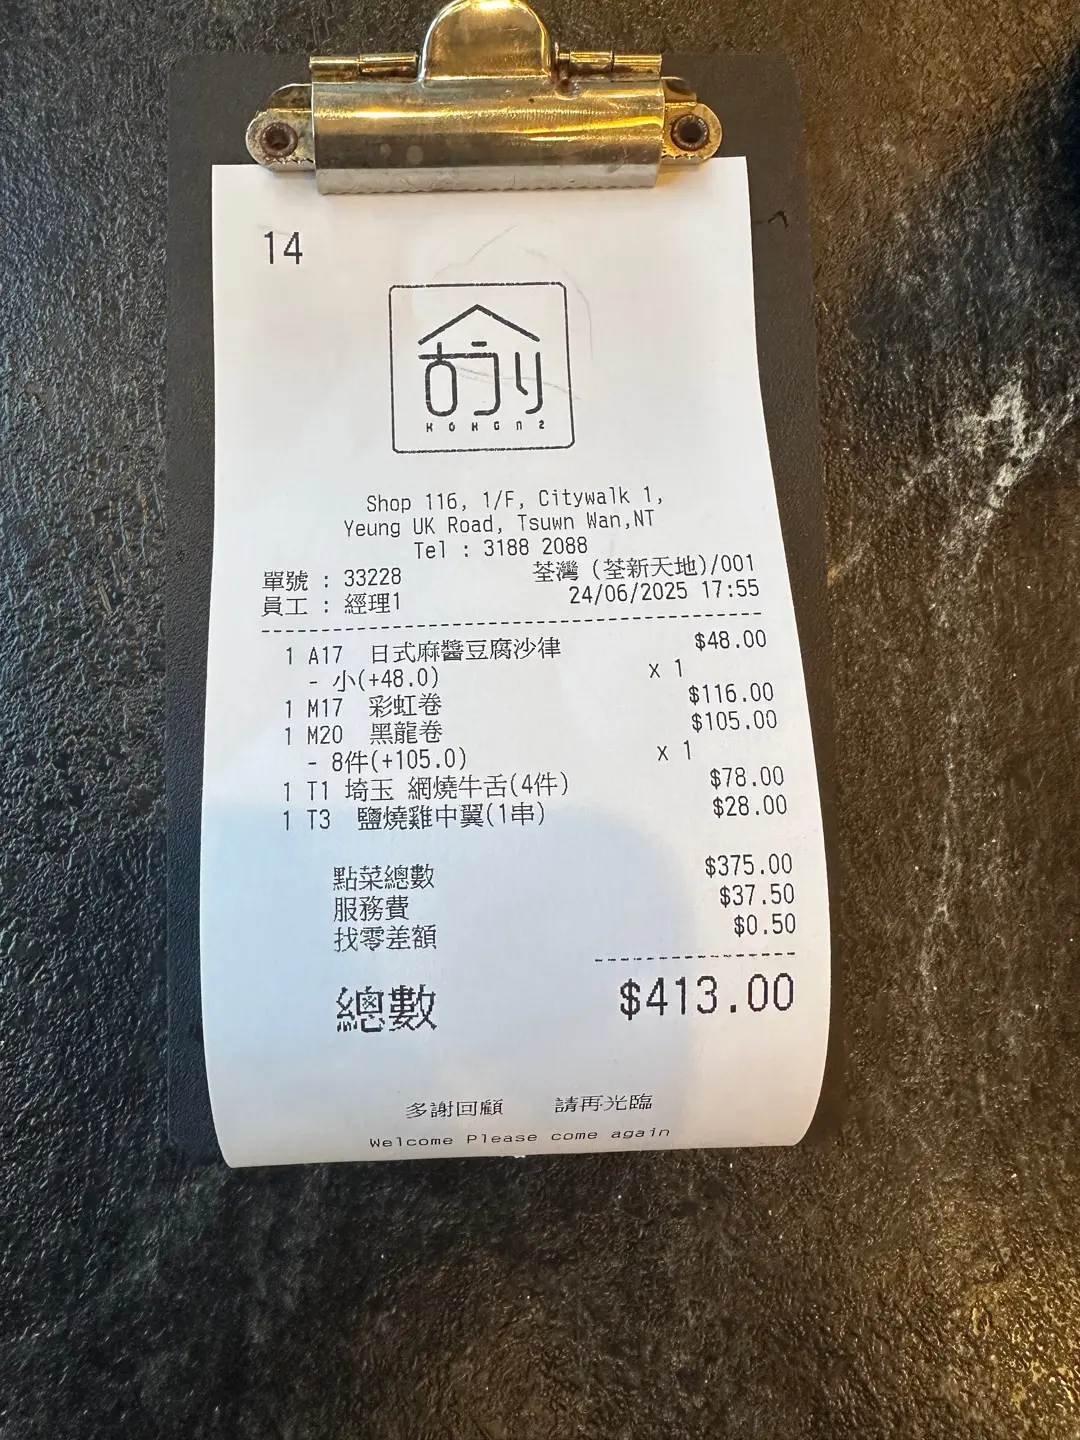 14
KOKON2
Shop 116, 1/F, Citywalk 1,
Yeung UK Road, Tsuwn Wan,NT
Tel : 3188 2088
單號 : 33228 荃灣 (荃新天地)/001
員工 : 經理1 24/06/2025 17:55
1 A17 日式麻醬豆腐沙律 $48.00
- 小(+48.0) x 1
1 M17 彩虹卷 $116.00
1 M20 黑龍卷 $105.00
- 8件(+105.0) x 1
1 T1 埼玉 網燒牛舌(4件) $78.00
1 T3 鹽燒雞中翼(1串) $28.00
點菜總數 $375.00
服務費 $37.50
找零差額 $0.50
總數 $413.00
多謝回顧 請再光臨
Welcome Please come again